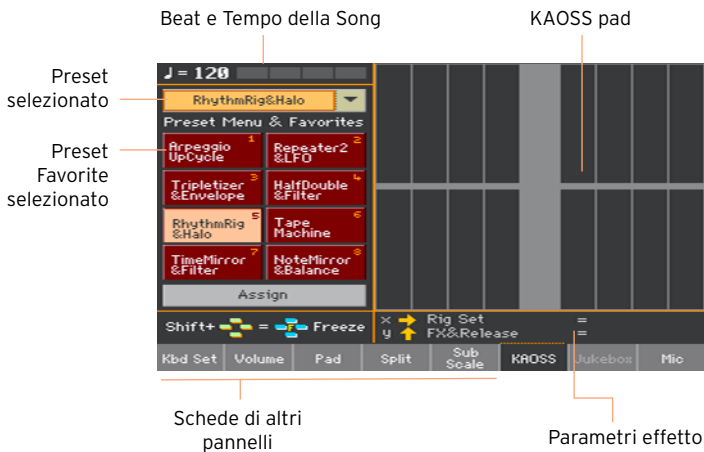 Beat e Tempo della Song
KAOSS pad
Preset
selezionato
Preset
Favorite
selezionato
♩= 120
RhythmRig&Halo
Preset Menu & Favorites
Arpeggio
UpCycle
1
Repeater2
&LFO
2
Tripletizer
&Envelope
3
HalfDouble
&Filter
4
RhythmRig
&Halo
5
Tape
Machine
6
TimeMirror
&Filter
7
NoteMirror
&Balance
8
Assign
Shift+ = F Freeze
x Rig Set =
y FX&Release =
Kbd Set Volume Pad Split Sub Scale KAOSS Jukebox Mic
Schede di altri
pannelli
Parametri effetto